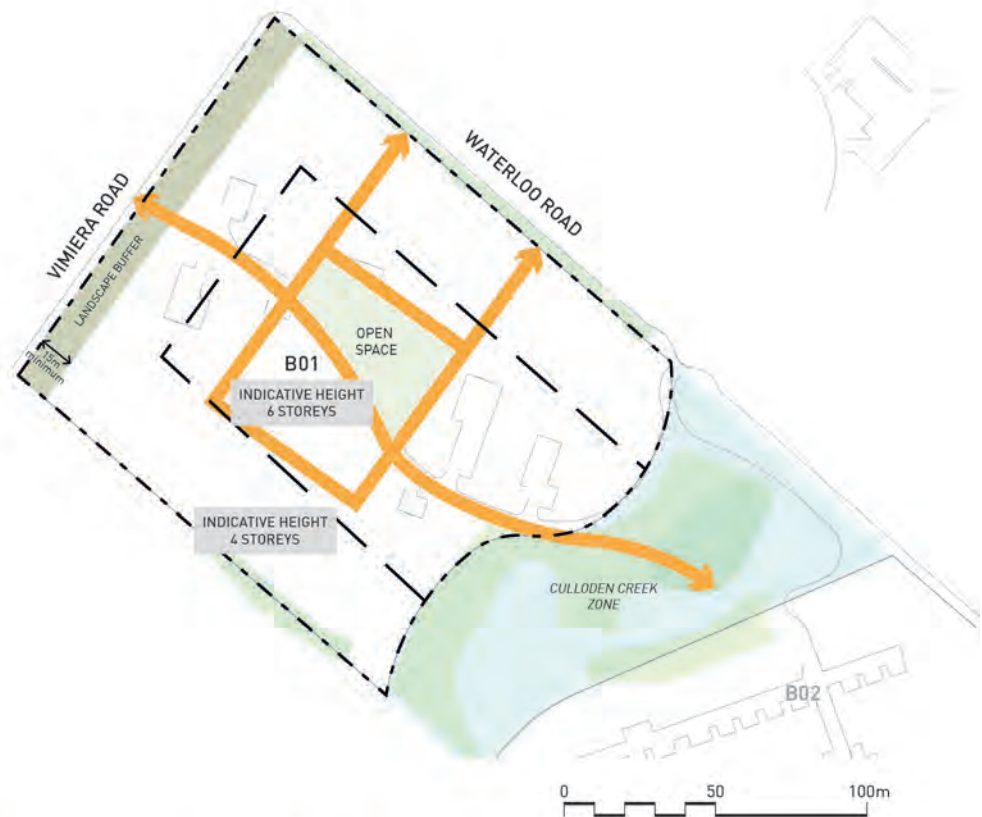 WATERLOO ROAD
VIMIERA ROAD
LANDSCAPE BUFFER
15m
minimum
OPEN
SPACE
B01
INDICATIVE HEIGHT
6 STOREYS
INDICATIVE HEIGHT
4 STOREYS
CULLODEN CREEK
ZONE
B02
0 50 100m